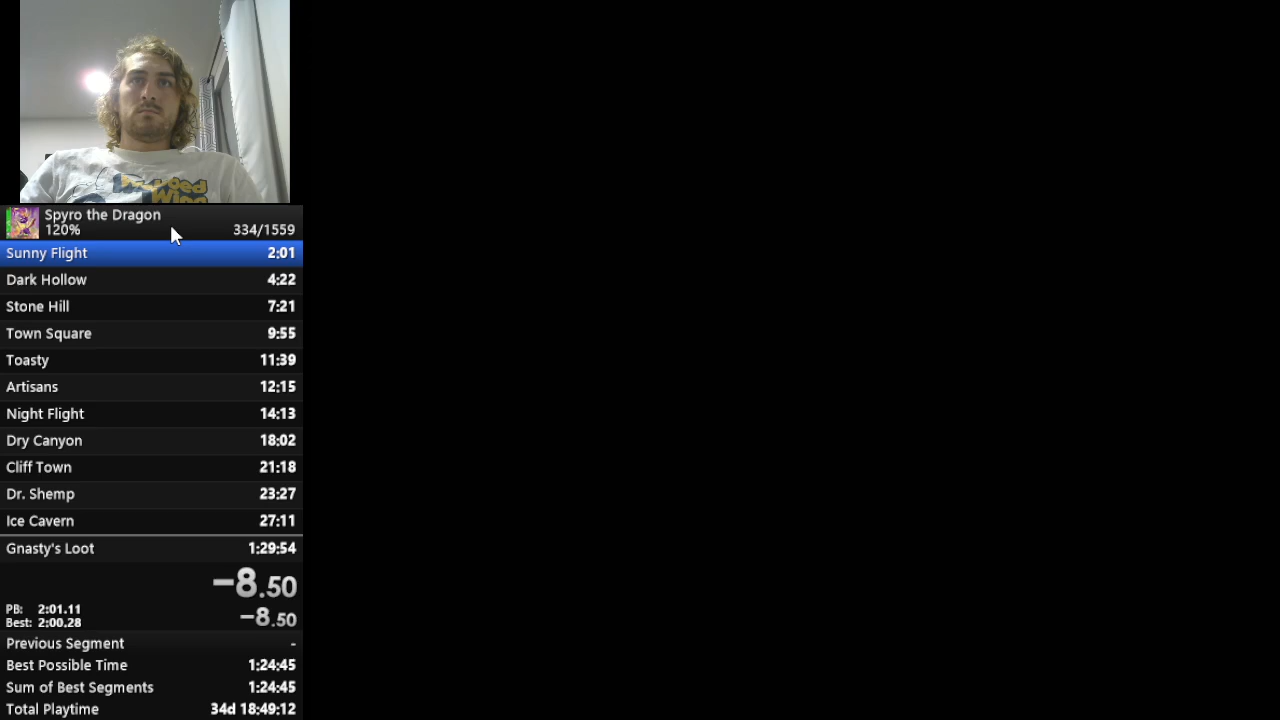 Spyro the Dragon
120% 334/1559
Sunny Flight 2:01
Dark Hollow 4:22
Stone Hill 7:21
Town Square 9:55
Toasty 11:39
Artisans 12:15
Night Flight 14:13
Dry Canyon 18:02
Cliff Town 21:18
Dr. Shemp 23:27
Ice Cavern 27:11
Gnasty's Loot 1:29:54
−8.50
PB: 2:01.11
Best: 2:00.28
−8.50
Previous Segment -
Best Possible Time 1:24:45
Sum of Best Segments 1:24:45
Total Playtime 34d 18:49:12